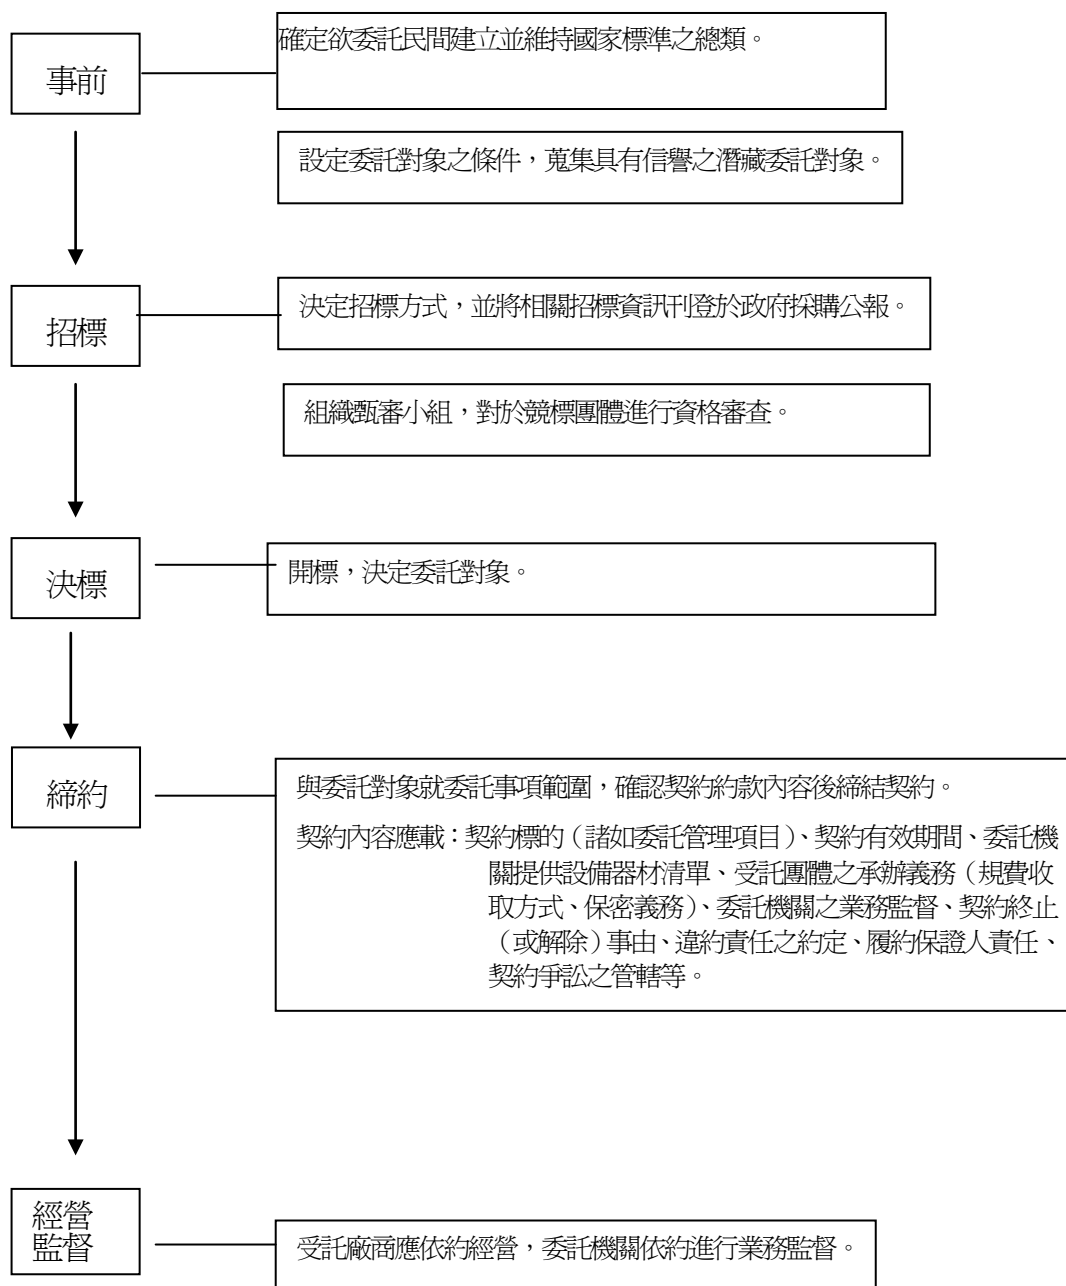 事前
確定欲委託民間建立並維持國家標準之總類。
設定委託對象之條件，蒐集具有信譽之潛藏委託對象。
招標
決定招標方式，並將相關招標資訊刊登於政府採購公報。
組織甄審小組，對於競標團體進行資格審查。
決標
開標，決定委託對象。
締約
與委託對象就委託事項範圍，確認契約約款內容後締結契約。
契約內容應載：契約標的（諸如委託管理項目）、契約有效期間、委託機
關提供設備器材清單、受託團體之承辦義務（規費收
取方式、保密義務）、委託機關之業務監督、契約終止
（或解除）事由、違約責任之約定、履約保證人責任、
契約爭訟之管轄等。
經營
監督
受託廠商應依約經營，委託機關依約進行業務監督。